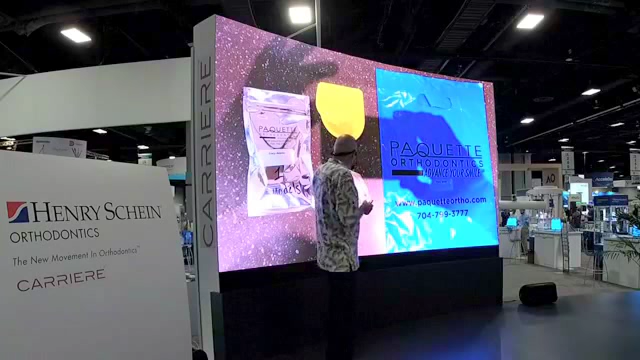 CARRIERE
PAQUETTE
PAQUETTE
ORTHODONTICS
ADVANCE YOUR SMILE
www.paquetteortho.com
704-799-3777
HENRY SCHEIN
ORTHODONTICS
The New Movement In Orthodontics™
CARRIERE